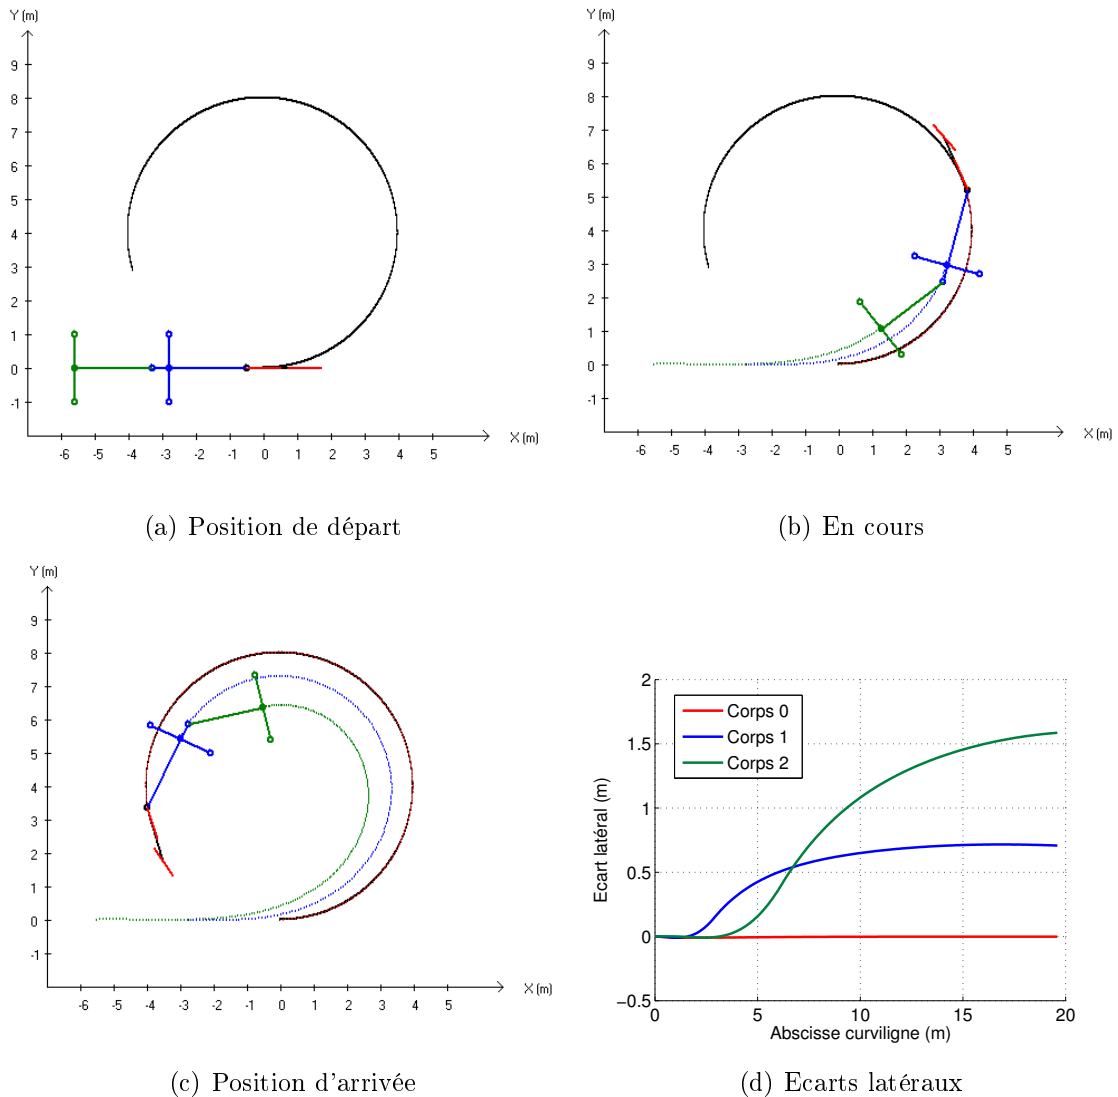 Y (m)
9
8
7
6
5
4
3
2
1
0
-1
-6 -5 -4 -3 -2 -1 0 1 2 3 4 5
X (m)
(a) Position de départ
Y (m)
9
8
7
6
5
4
3
2
1
0
-1
-6 -5 -4 -3 -2 -1 0 1 2 3 4 5
X (m)
(b) En cours
Y (m)
9
8
7
6
5
4
3
2
1
0
-1
-6 -5 -4 -3 -2 -1 0 1 2 3 4 5
X (m)
(c) Position d'arrivée
2
1.5
1
0.5
0
−0.5
Ecart latéral (m)
Corps 0
Corps 1
Corps 2
0 5 10 15 20
Abscisse curviligne (m)
(d) Ecarts latéraux